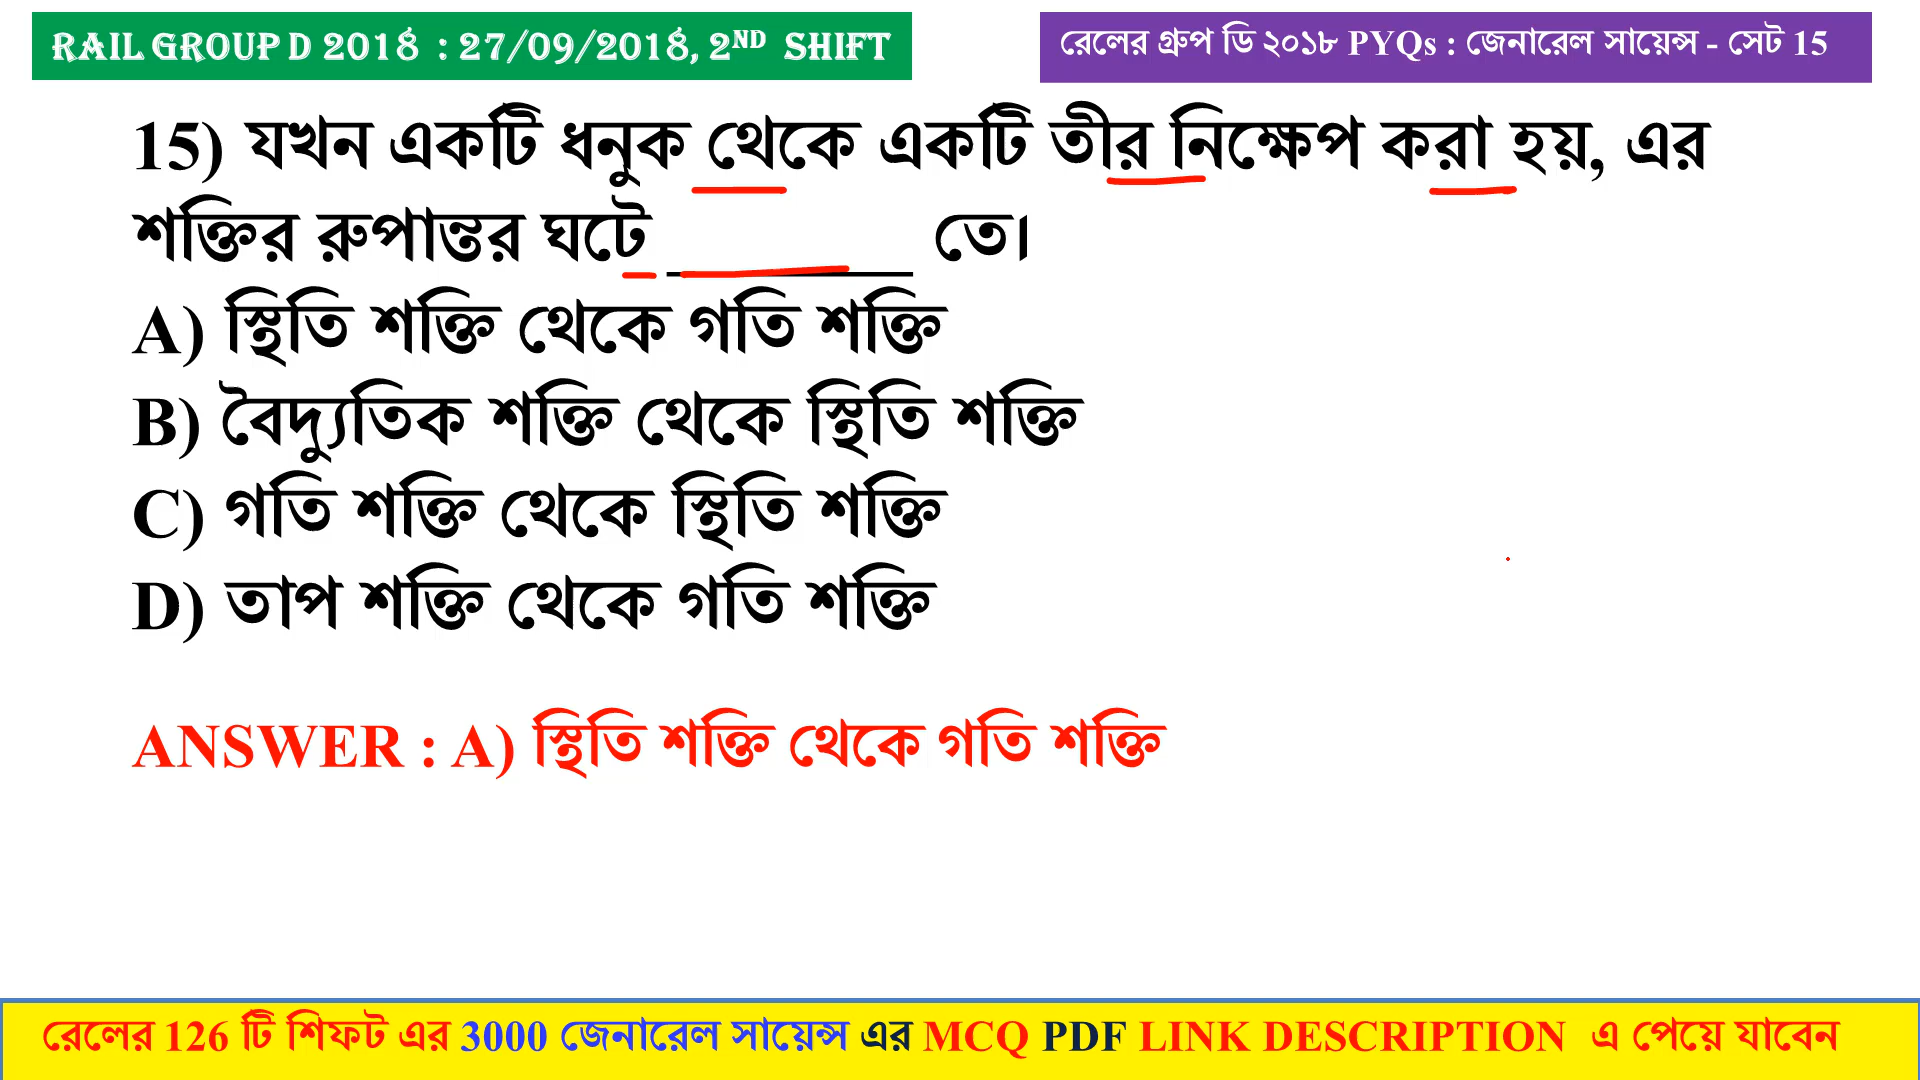 RAIL GROUP D 2018 : 27/09/2018, 2ND SHIFT
রেলের গ্রুপ ডি ২০১৮ PYQs : জেনারেল সায়েন্স - সেট 15
15) যখন একটি ধনুক থেকে একটি তীর নিক্ষেপ করা হয়, এর
শক্তির রুপান্তর ঘটে __________ তে।
A) স্থিতি শক্তি থেকে গতি শক্তি
B) বৈদ্যুতিক শক্তি থেকে স্থিতি শক্তি
C) গতি শক্তি থেকে স্থিতি শক্তি
D) তাপ শক্তি থেকে গতি শক্তি
ANSWER : A) স্থিতি শক্তি থেকে গতি শক্তি
রেলের 126 টি শিফট এর 3000 জেনারেল সায়েন্স এর MCQ PDF LINK DESCRIPTION এ পেয়ে যাবেন